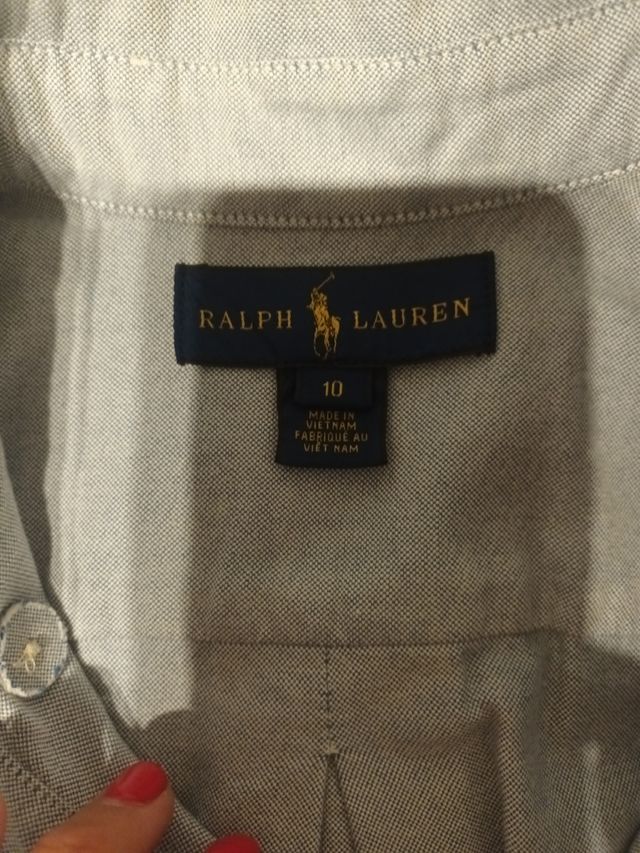 RALPH LAUREN
10
MADE IN
VIETNAM
FABRIQUÉ AU
VIÊT NAM